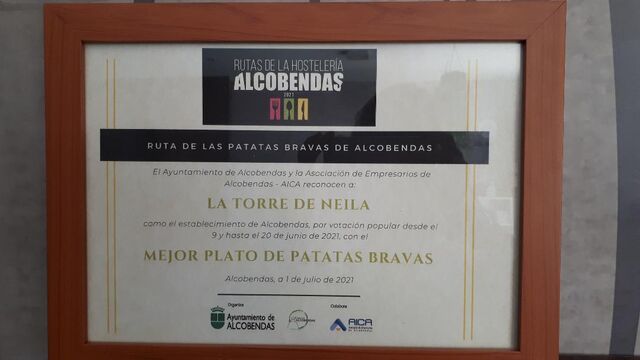 RUTAS DE LA HOSTELERÍA
ALCOBENDAS
2021
RUTA DE LAS PATATAS BRAVAS DE ALCOBENDAS
El Ayuntamiento de Alcobendas y la Asociación de Empresarios de
Alcobendas - AICA reconocen a:
LA TORRE DE NEILA
como el establecimiento de Alcobendas, por votación popular desde el
9 y hasta el 20 de junio de 2021, con el
MEJOR PLATO DE PATATAS BRAVAS
Alcobendas, a 1 de julio de 2021
Organiza
Colabora
Ayuntamiento de
ALCOBENDAS
AICA